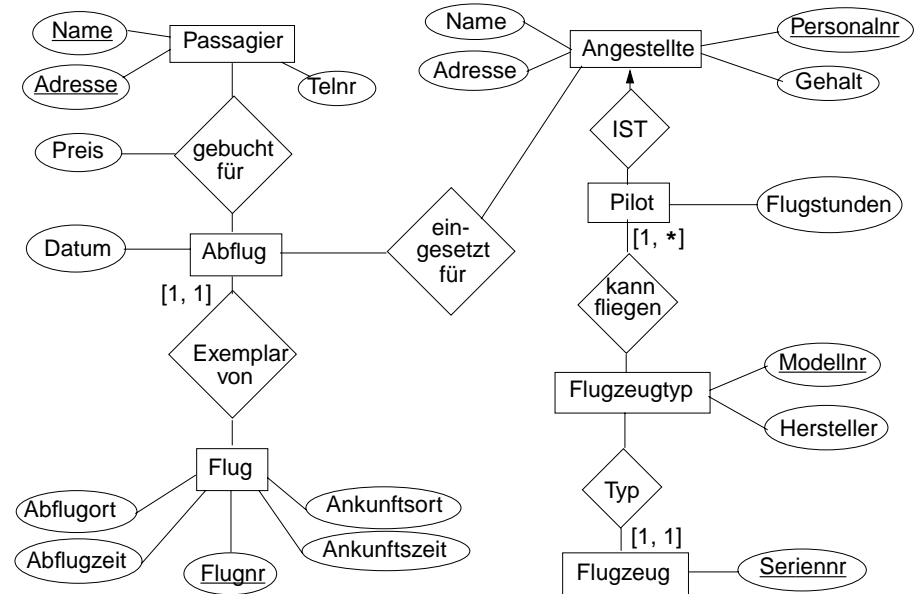 Name
Passagier
Adresse
Telnr
Preis
gebucht
für
Datum
Abflug
[1, 1]
Exemplar
von
Flug
Abflugort
Abflugzeit
Flugnr
Ankunftsort
Ankunftszeit
ein-
gesetzt
für
Name
Adresse
Angestellte
Personalnr
Gehalt
IST
Pilot
Flugstunden
[1, *]
kann
fliegen
Flugzeugtyp
Modellnr
Hersteller
Typ
[1, 1]
Flugzeug
Seriennr